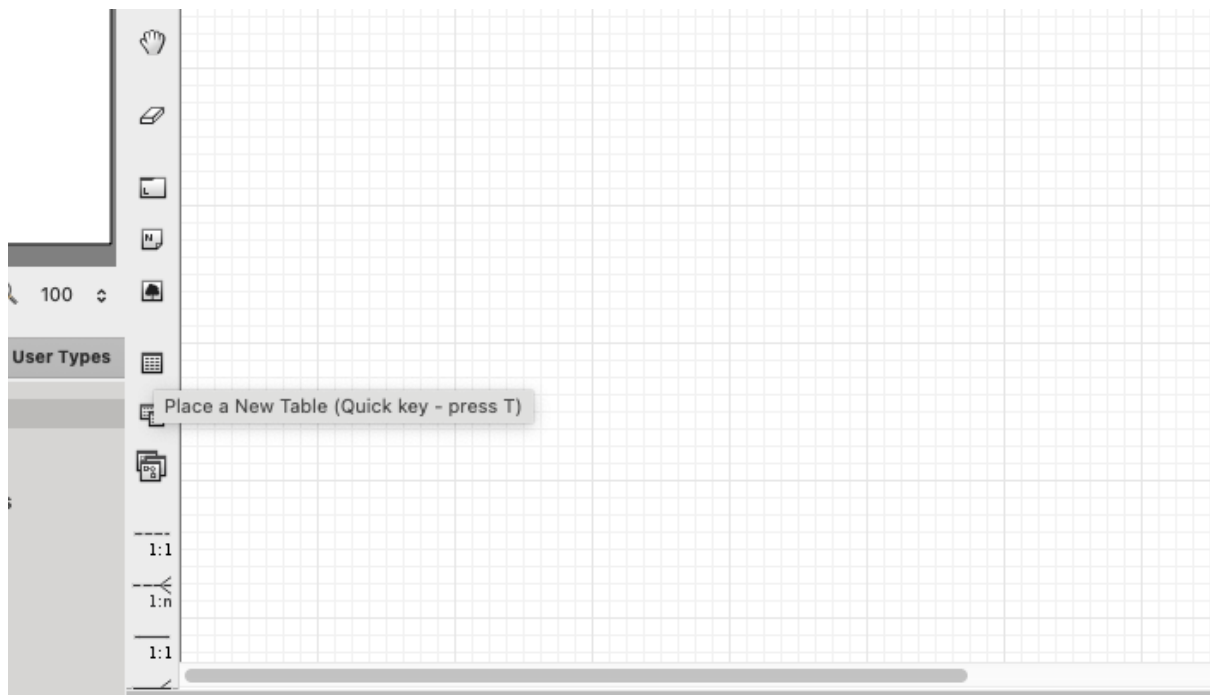 L
N
100
User Types
Place a New Table (Quick key - press T)
1:1
1:n
1:1